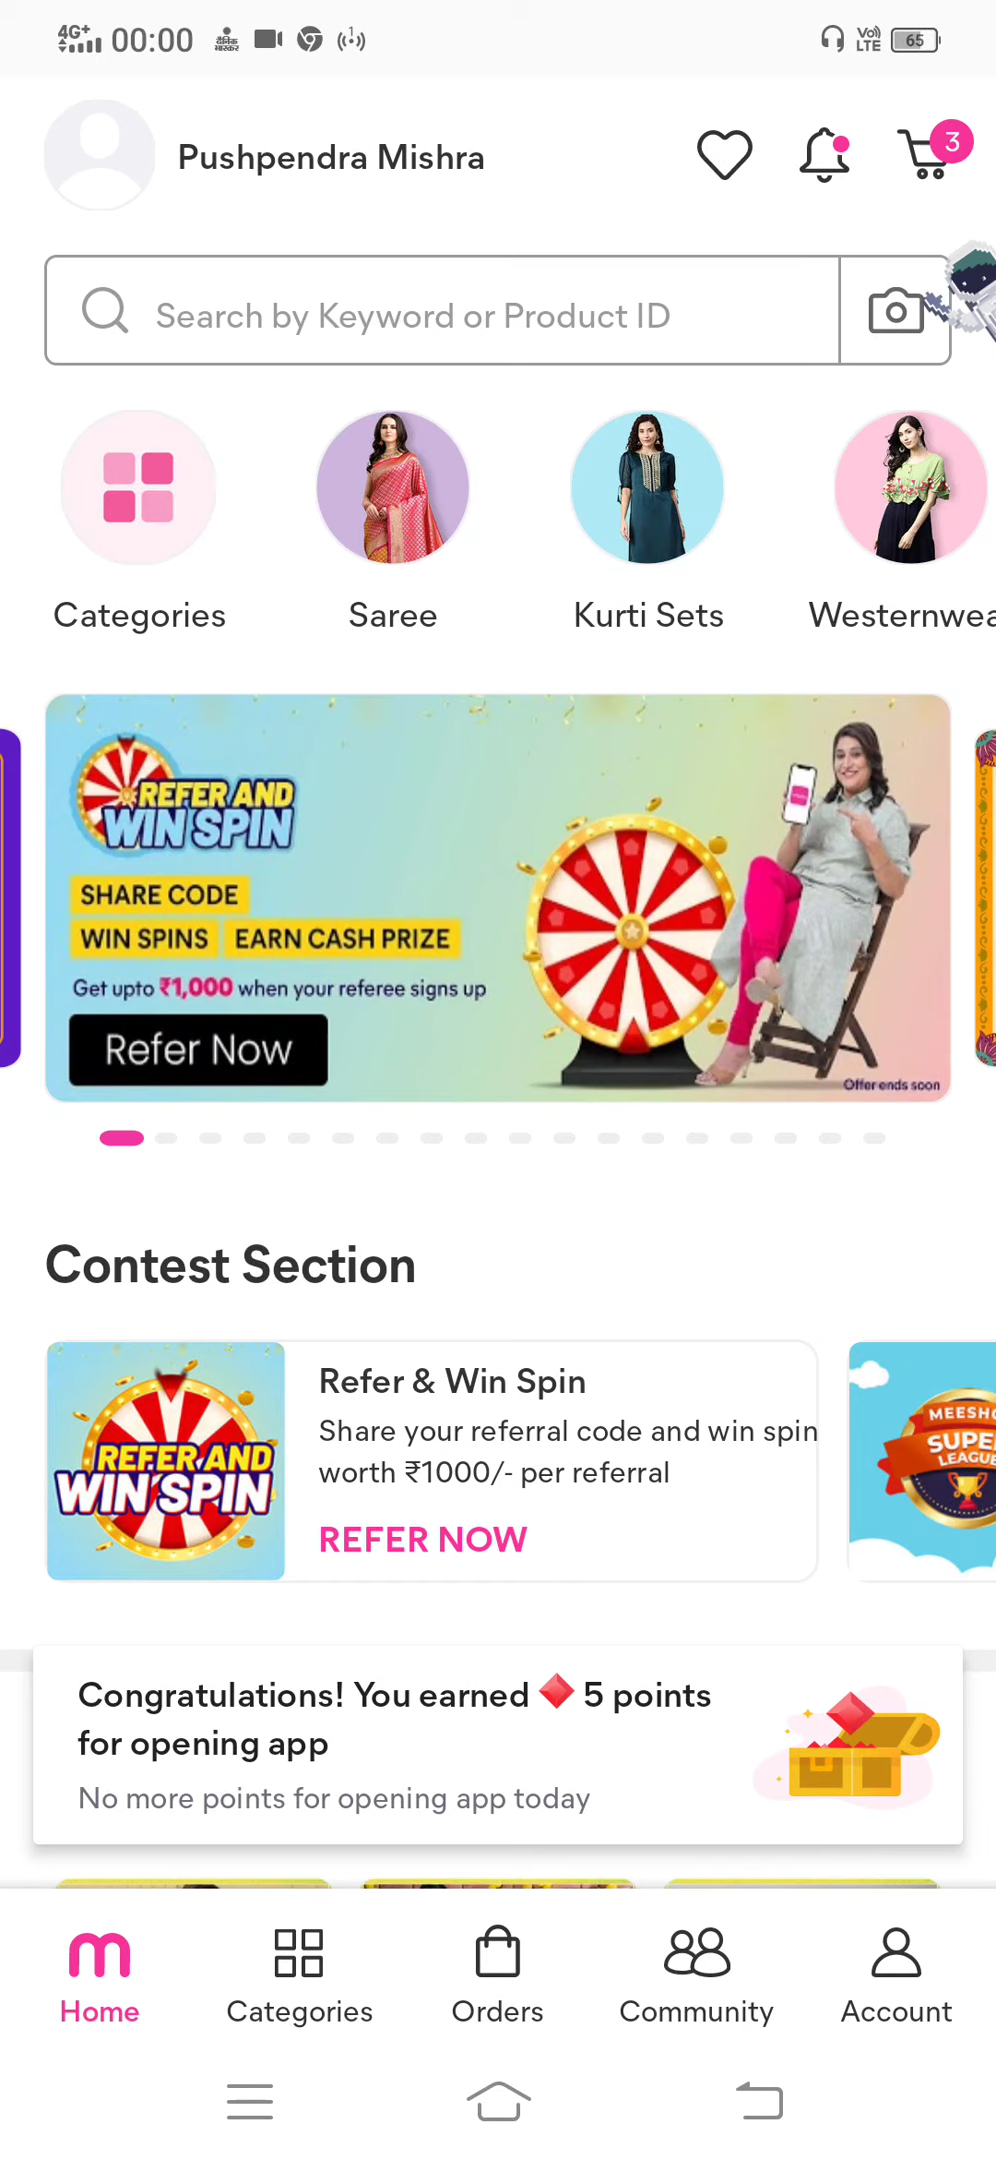 4G+ 00:00 दैनिक भास्कर Vo)) LTE 65
Pushpendra Mishra 3
Search by Keyword or Product ID
Categories Saree Kurti Sets Westernwea
REFER AND
WIN SPIN
SHARE CODE
WIN SPINS EARN CASH PRIZE
Get upto ₹1,000 when your referee signs up
Refer Now
Offer ends soon
Contest Section
REFER AND
WIN SPIN
Refer & Win Spin
Share your referral code and win spin
worth ₹1000/- per referral
REFER NOW
MEESHO
SUPE
LEAGUE
Congratulations! You earned 5 points
for opening app
No more points for opening app today
m
Home Categories Orders Community Account